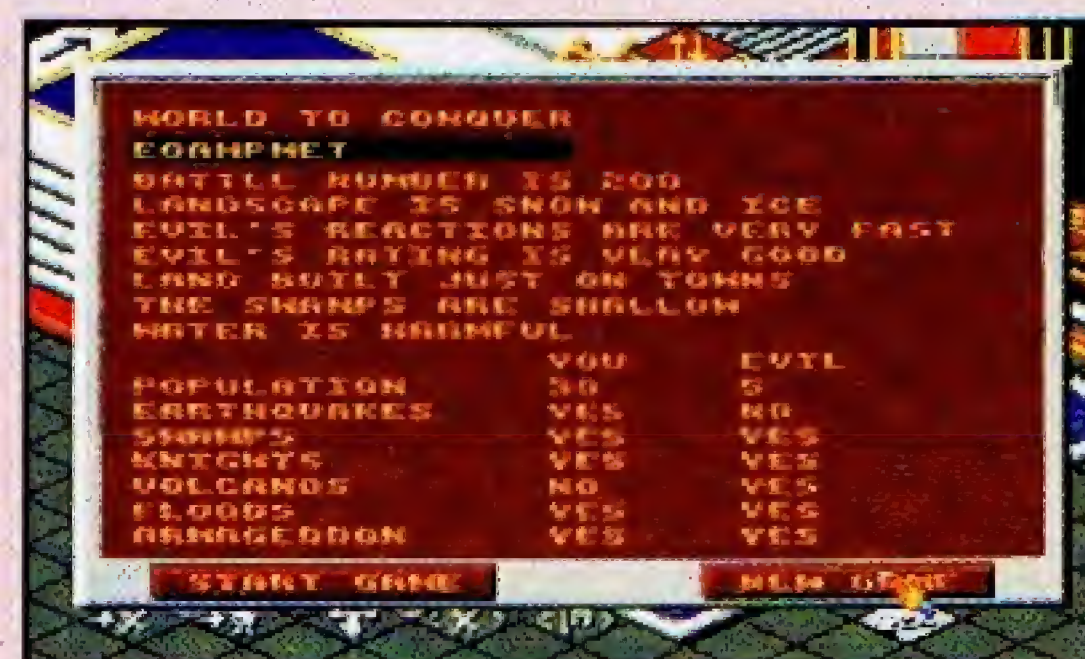 WORLD TO CONQUER
EOAMPMET
BATTLE NUMBER IS 200
LANDSCAPE IS SNOW AND ICE
EVIL'S REACTIONS ARE VERY FAST
EVIL'S RATING IS VERY GOOD
LAND BUILT JUST ON TOWNS
THE SWAMPS ARE SHALLOW
WATER IS HARMFUL
YOU EVIL
POPULATION 30 5
EARTHQUAKES YES NO
SWAMPS YES YES
KNIGHTS YES YES
VOLCANOS NO YES
FLOODS YES YES
ARMAGEDDON YES YES
START GAME NEW GAME